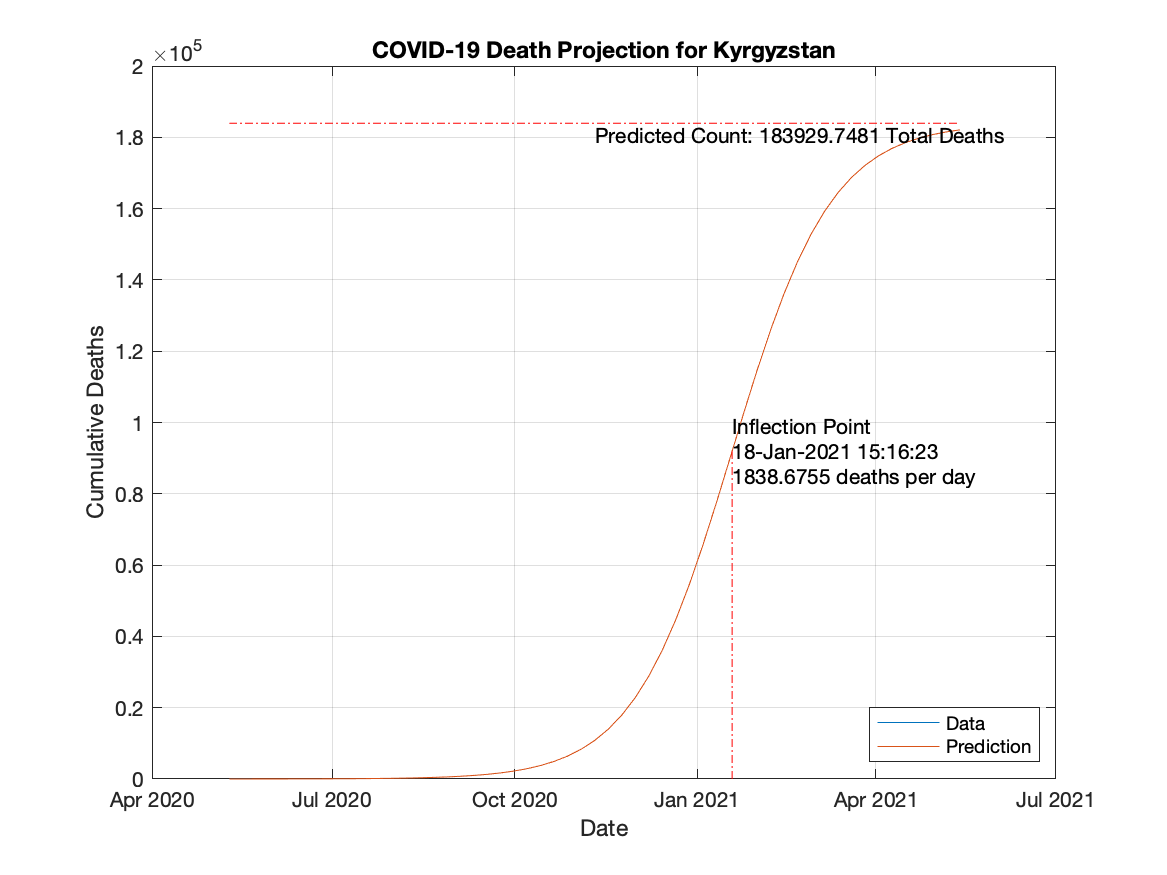 COVID-19 Death Projection for Kyrgyzstan
×10^5
2
1.8
1.6
1.4
1.2
1
0.8
0.6
0.4
0.2
0
Cumulative Deaths
Predicted Count: 183929.7481 Total Deaths
Inflection Point
18-Jan-2021 15:16:23
1838.6755 deaths per day
Data
Prediction
Apr 2020
Jul 2020
Oct 2020
Jan 2021
Apr 2021
Jul 2021
Date